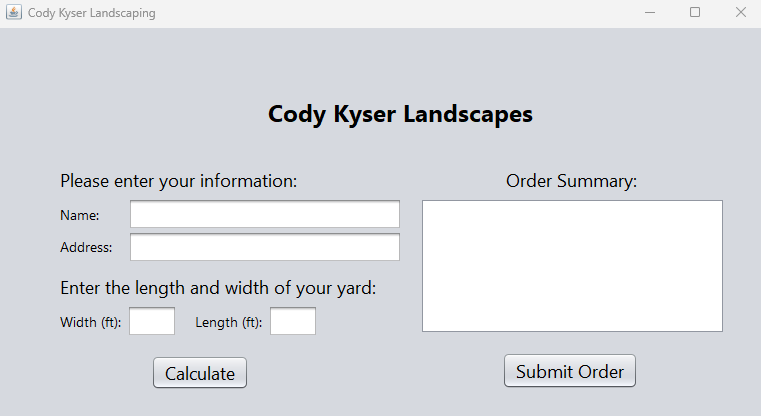 Cody Kyser Landscaping
Cody Kyser Landscapes
Please enter your information:
Name:
Address:
Enter the length and width of your yard:
Width (ft): Length (ft):
Calculate
Order Summary:
Submit Order